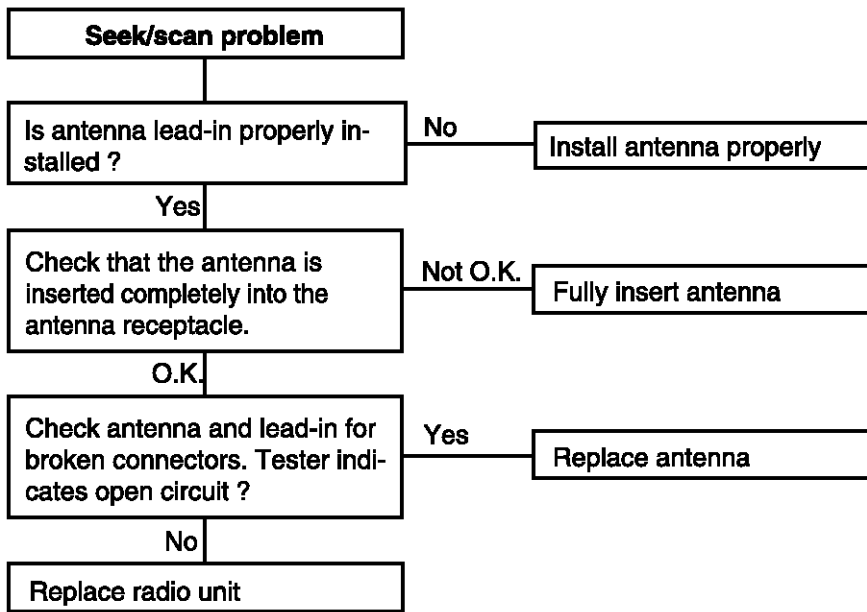 Seek/scan problem
Is antenna lead-in properly in-
stalled ?
No
Install antenna properly
Yes
Check that the antenna is
inserted completely into the
antenna receptacle.
Not O.K.
Fully insert antenna
O.K.
Check antenna and lead-in for
broken connectors. Tester indi-
cates open circuit ?
Yes
Replace antenna
No
Replace radio unit